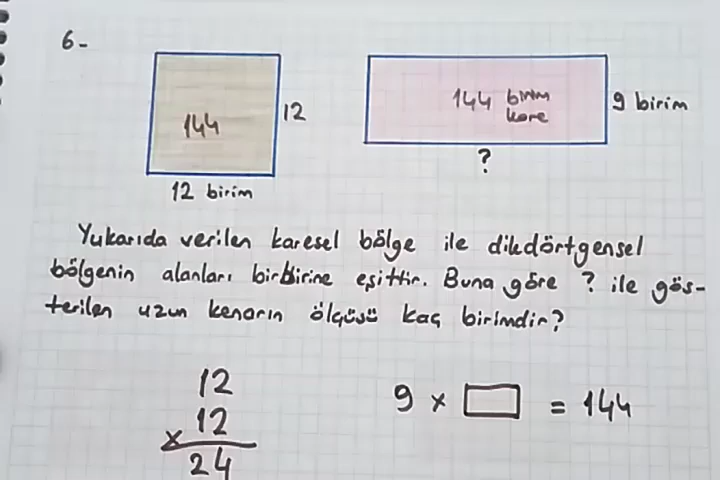 6-
144
12
12 birim
144 birim
kare
9 birim
?
Yukarıda verilen karesel bölge ile dikdörtgensel
bölgenin alanları birbirine eşittir. Buna göre ? ile gös-
terilen uzun kenarın ölçüsü kaç birimdir?
12
x 12
24
9 x = 144